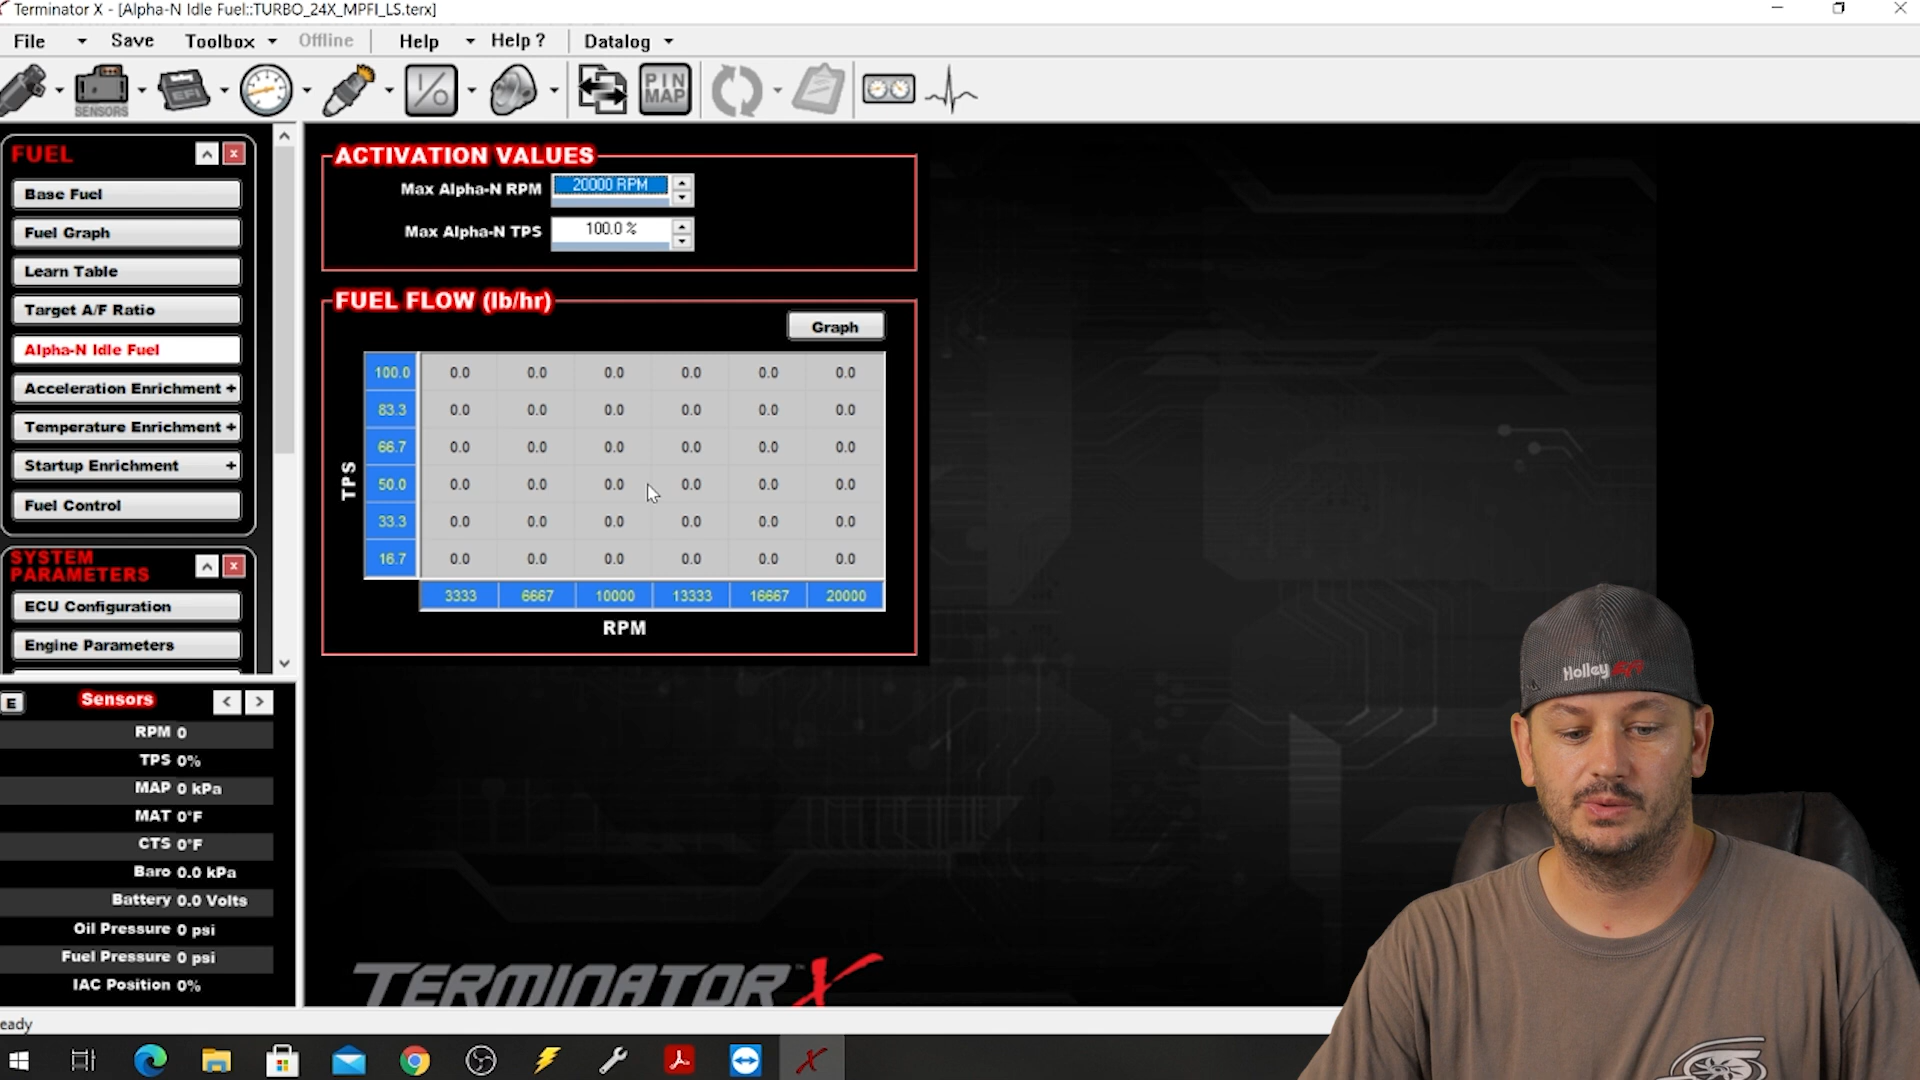 Terminator X - [Alpha-N Idle Fuel::TURBO_24X_MPFI_LS.terx]
File Save Toolbox Offline Help Help ? Datalog
SENSORS EFI I/O PIN MAP
FUEL
Base Fuel
Fuel Graph
Learn Table
Target A/F Ratio
Alpha-N Idle Fuel
Acceleration Enrichment +
Temperature Enrichment +
Startup Enrichment +
Fuel Control
SYSTEM
PARAMETERS
ECU Configuration
Engine Parameters
E Sensors < >
RPM 0
TPS 0%
MAP 0 kPa
MAT 0°F
CTS 0°F
Baro 0.0 kPa
Battery 0.0 Volts
Oil Pressure 0 psi
Fuel Pressure 0 psi
IAC Position 0%
ACTIVATION VALUES
Max Alpha-N RPM 20000 RPM
Max Alpha-N TPS 100.0 %
FUEL FLOW (lb/hr)
Graph
TPS
100.0 0.0 0.0 0.0 0.0 0.0 0.0
83.3 0.0 0.0 0.0 0.0 0.0 0.0
66.7 0.0 0.0 0.0 0.0 0.0 0.0
50.0 0.0 0.0 0.0 0.0 0.0 0.0
33.3 0.0 0.0 0.0 0.0 0.0 0.0
16.7 0.0 0.0 0.0 0.0 0.0 0.0
3333 6667 10000 13333 16667 20000
RPM
TERMINATOR X
Holley EFI
eady